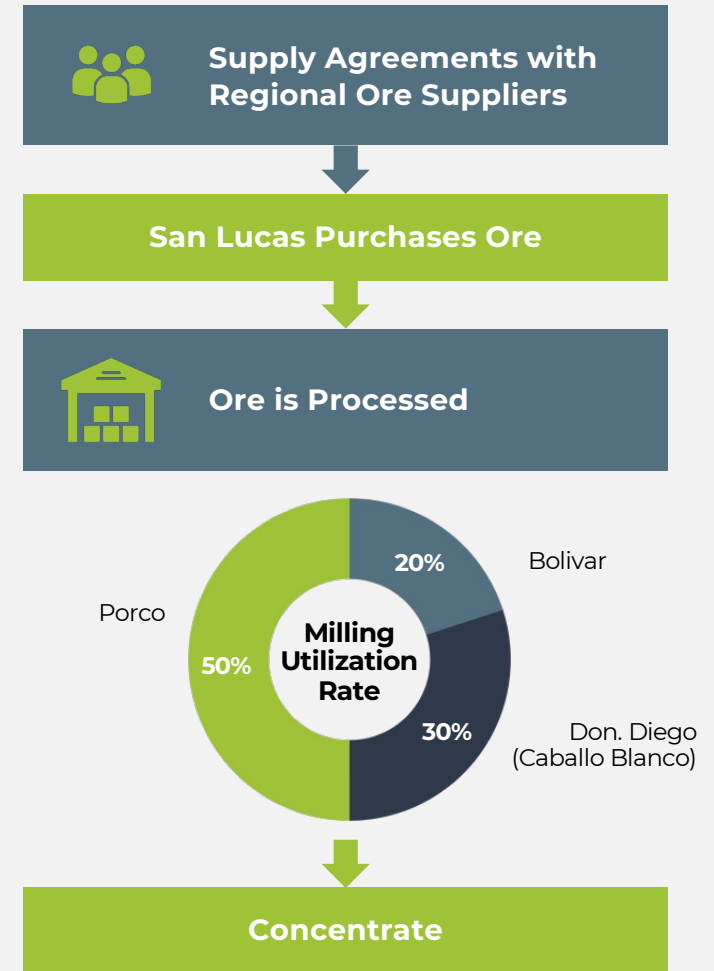 Supply Agreements with
Regional Ore Suppliers
San Lucas Purchases Ore
Ore is Processed
20%
Bolivar
Porco
Milling
Utilization
Rate
50%
30%
Don. Diego
(Caballo Blanco)
Concentrate